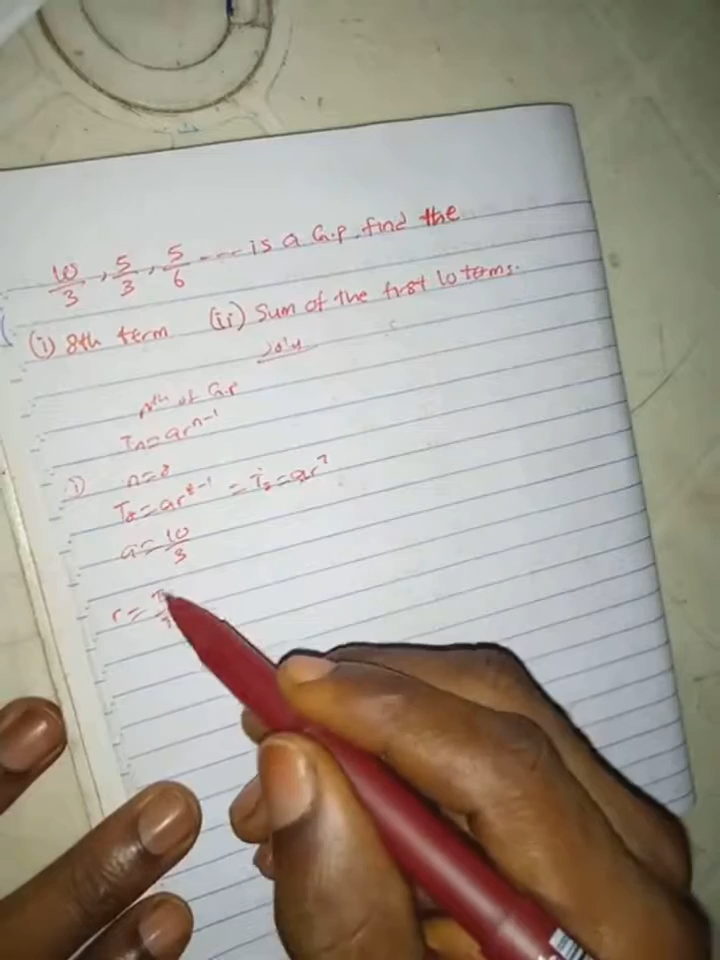 10/3, 5/3, 5/6 ---- is a G.P. find the
(i) 8th term (ii) Sum of the first 10 terms.
Sol'n
nth of G.P
Tn = ar^n-1
(i) n = 8
T8 = ar^8-1 = T8 = ar^7
a = 10/3
r =